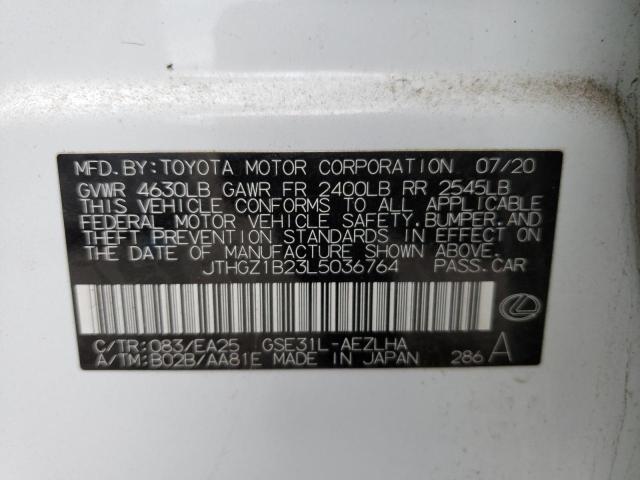 MFD.BY:TOYOTA MOTOR CORPORATION 07/20
GVWR 4630LB GAWR FR 2400LB RR 2545LB
THIS VEHICLE CONFORMS TO ALL APPLICABLE
FEDERAL MOTOR VEHICLE SAFETY,BUMPER,AND
THEFT PREVENTION STANDARDS IN EFFECT ON
THE DATE OF MANUFACTURE SHOWN ABOVE.
JTHGZ1B23L5036764 PASS.CAR
C/TR:083/EA25 GSE31L-AEZLHA
A/TM:B02B/AA81E MADE IN JAPAN 286 A